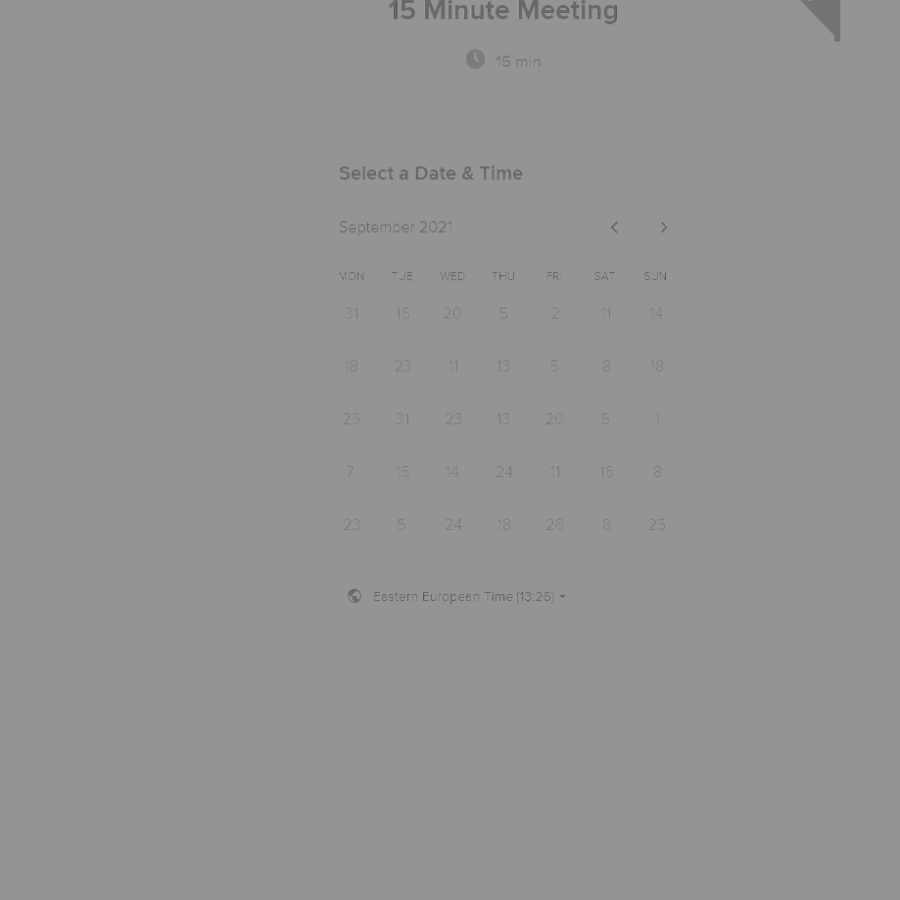 15 Minute Meeting
15 min
Select a Date & Time
September 2021
MON TUE WED THU FRI SAT SUN
31 16 20 5 2 11 14
18 23 11 13 5 8 18
25 31 23 13 20 5 1
7 15 14 24 11 16 8
23 5 24 18 26 8 25
Eastern European Time (13:26)